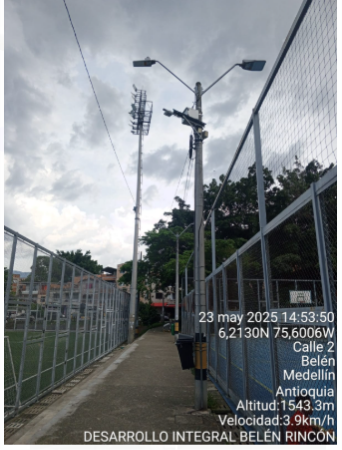 23 may 2025 14:53:50
6,2130N 75,6006W
Calle 2
Belén
Medellín
Antioquia
Altitud:1543.3m
Velocidad:3.9km/h
DESARROLLO INTEGRAL BELÉN RINCÓN